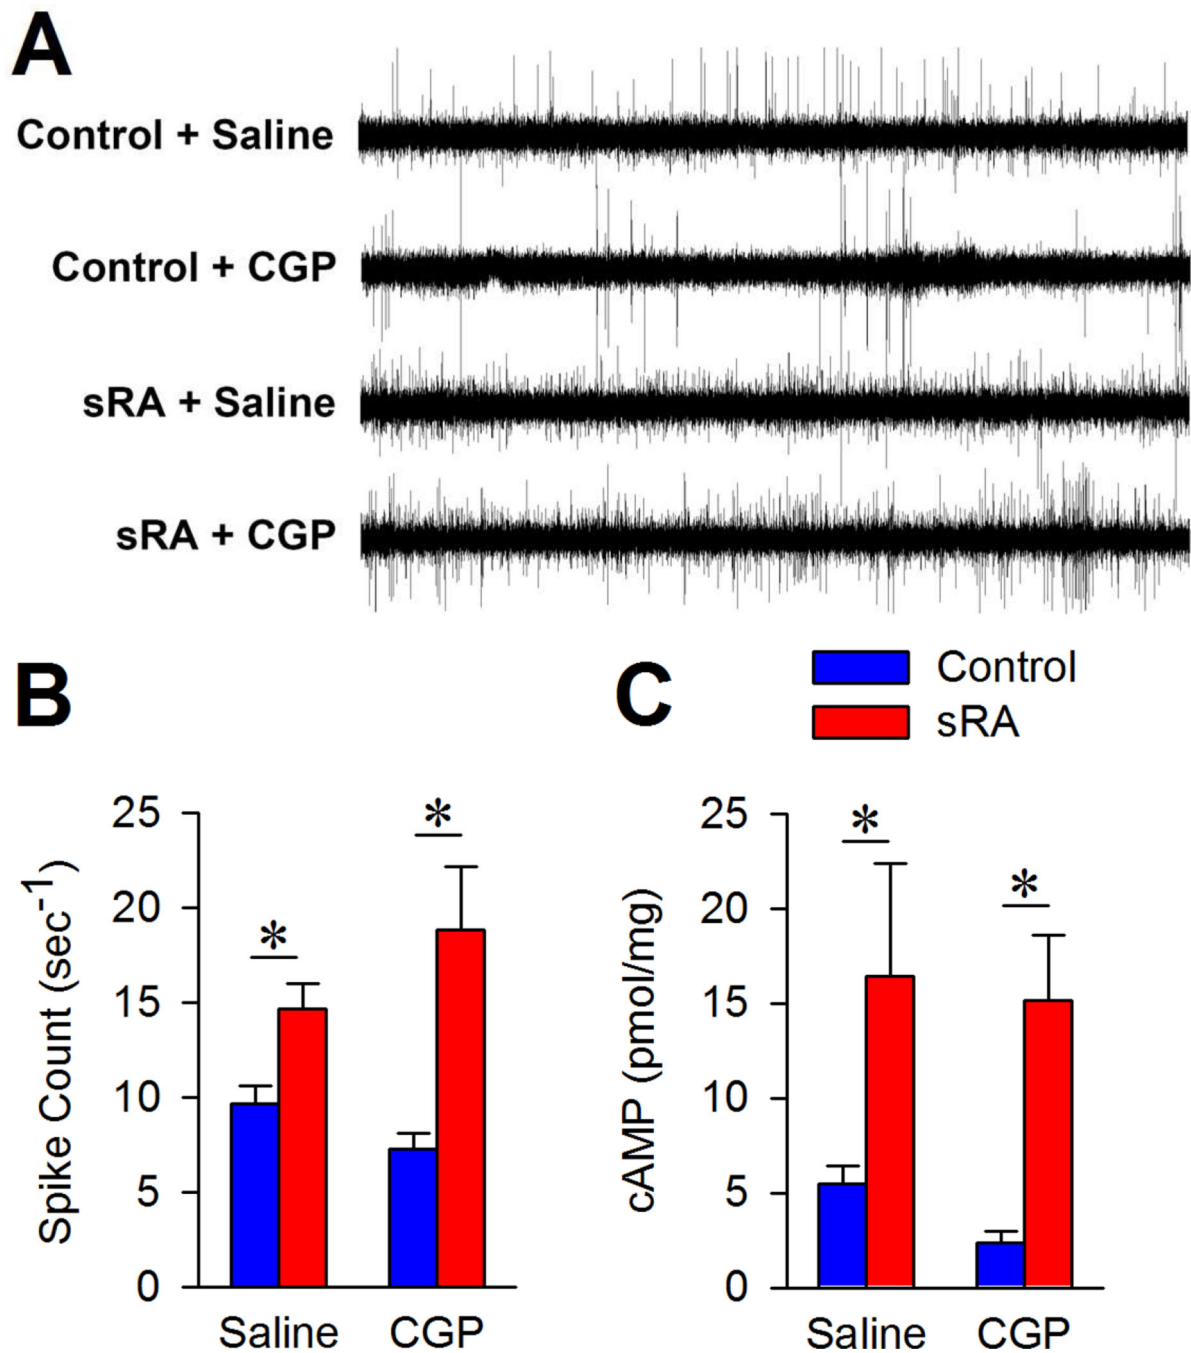 A
Control + Saline
Control + CGP
sRA + Saline
sRA + CGP
B
C
Control
sRA
Spike Count (sec⁻¹)
25
20
15
10
5
0
*
*
Saline CGP
cAMP (pmol/mg)
25
20
15
10
5
0
*
*
Saline CGP